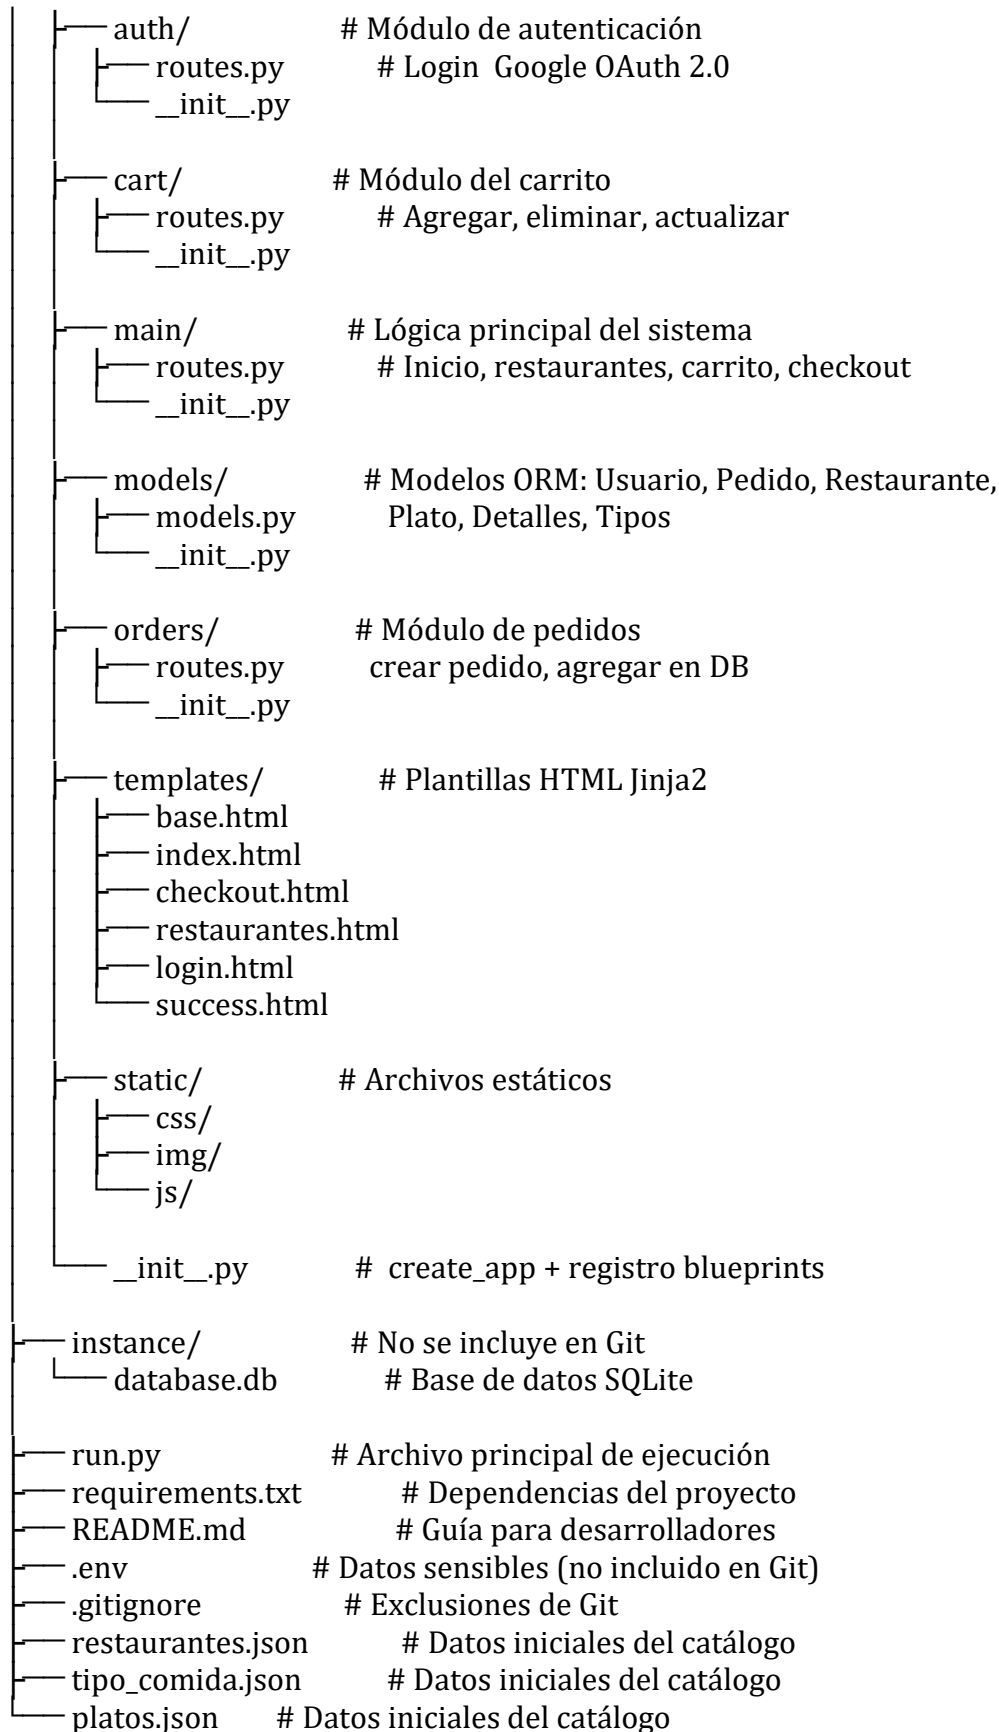 auth/ # Módulo de autenticación
routes.py # Login Google OAuth 2.0
__init__.py
cart/ # Módulo del carrito
routes.py # Agregar, eliminar, actualizar
__init__.py
main/ # Lógica principal del sistema
routes.py # Inicio, restaurantes, carrito, checkout
__init__.py
models/ # Modelos ORM: Usuario, Pedido, Restaurante,
models.py Plato, Detalles, Tipos
__init__.py
orders/ # Módulo de pedidos
routes.py crear pedido, agregar en DB
__init__.py
templates/ # Plantillas HTML Jinja2
base.html
index.html
checkout.html
restaurantes.html
login.html
success.html
static/ # Archivos estáticos
css/
img/
js/
__init__.py # create_app + registro blueprints
instance/ # No se incluye en Git
database.db # Base de datos SQLite
run.py # Archivo principal de ejecución
requirements.txt # Dependencias del proyecto
README.md # Guía para desarrolladores
.env # Datos sensibles (no incluido en Git)
.gitignore # Exclusiones de Git
restaurantes.json # Datos iniciales del catálogo
tipo_comida.json # Datos iniciales del catálogo
platos.json # Datos iniciales del catálogo